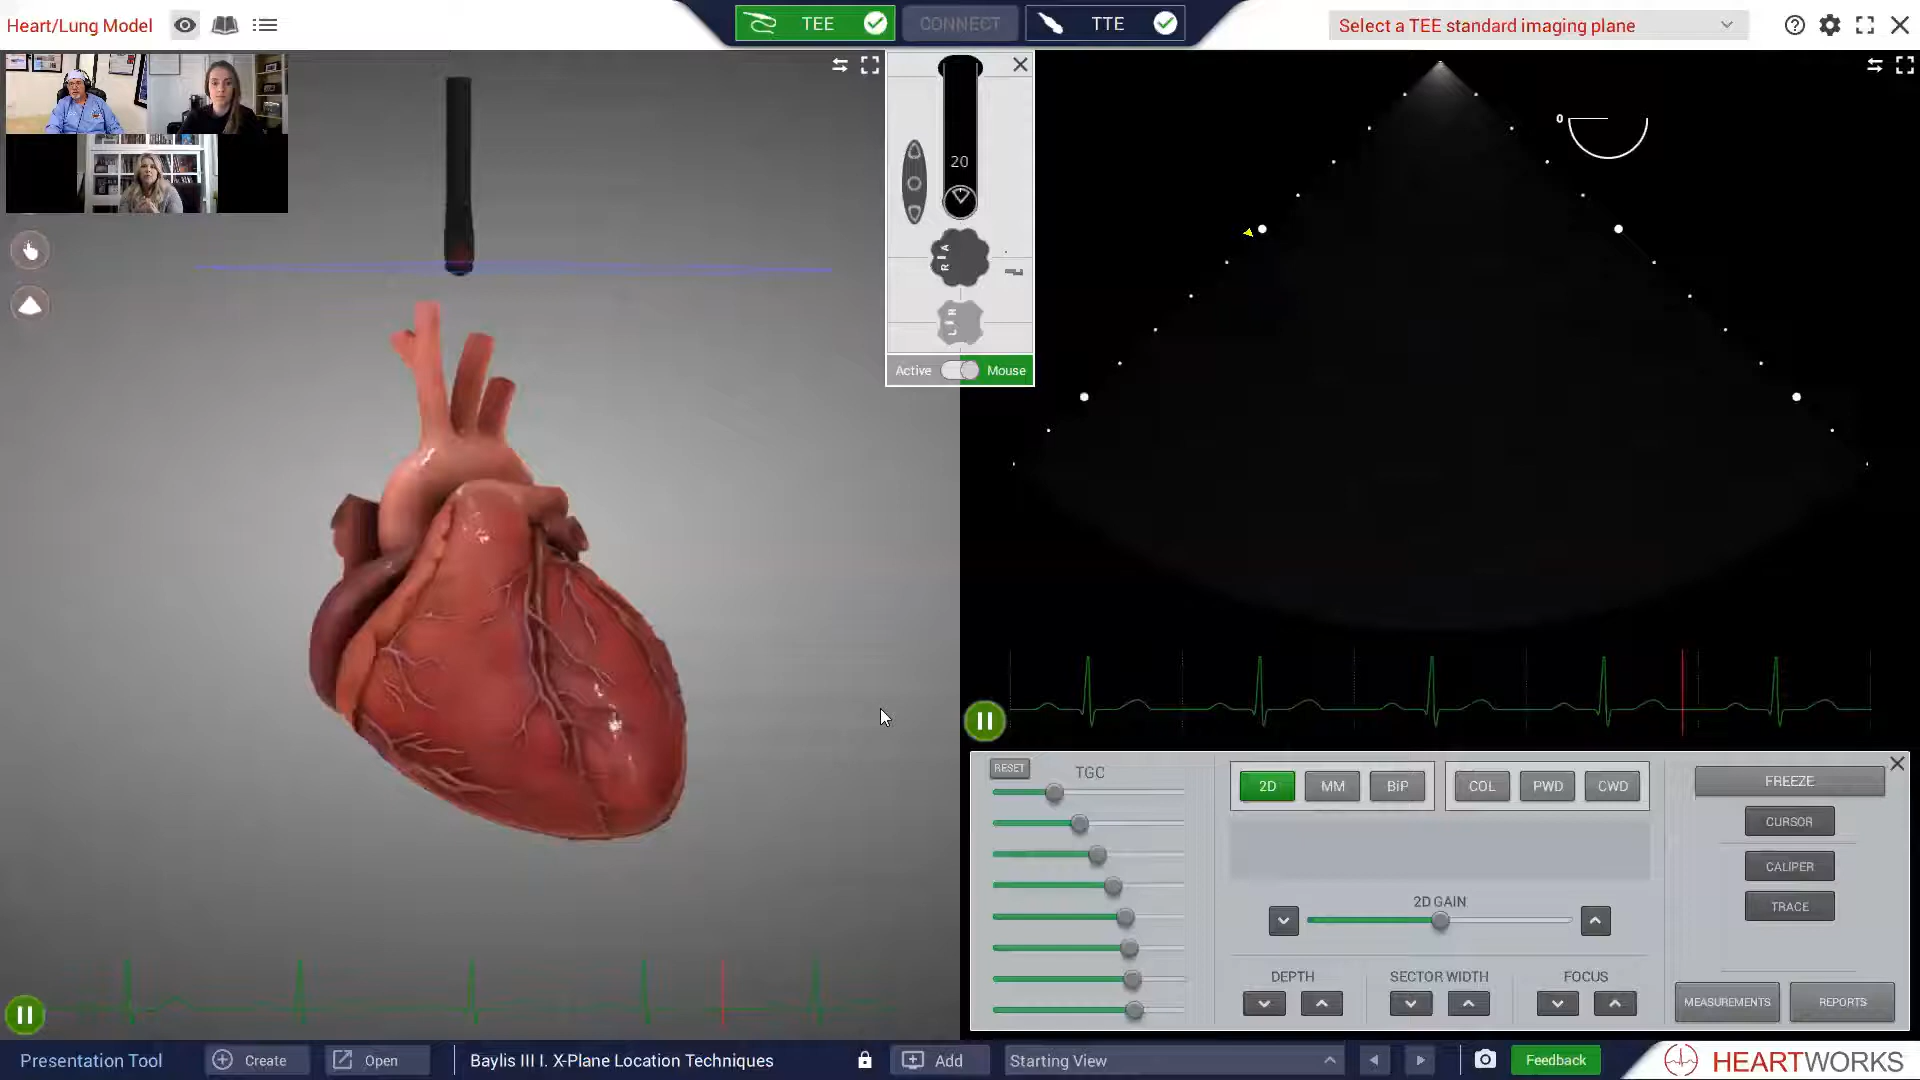 Heart/Lung Model
TEE
CONNECT
TTE
Select a TEE standard imaging plane
20
0
Active
Mouse
RESET
TGC
2D
MM
BiP
COL
PWD
CWD
FREEZE
CURSOR
CALIPER
TRACE
2D GAIN
DEPTH
SECTOR WIDTH
FOCUS
MEASUREMENTS
REPORTS
Presentation Tool
Create
Open
Baylis III I. X-Plane Location Techniques
Add
Starting View
Feedback
HEARTWORKS